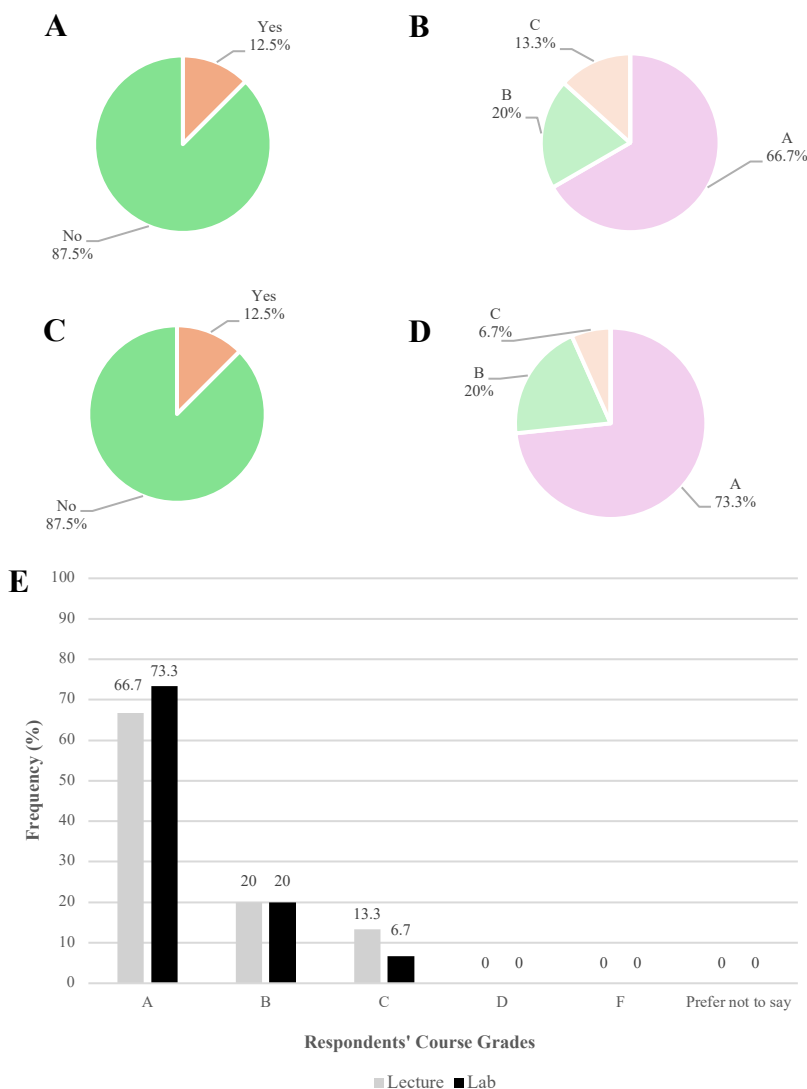 A
Yes
12.5%
No
87.5%
B
C
13.3%
B
20%
A
66.7%
C
Yes
12.5%
No
87.5%
D
C
6.7%
B
20%
A
73.3%
E
100
90
80
70
60
50
40
30
20
10
0
Frequency (%)
66.7
73.3
20
20
13.3
6.7
0
0
0
0
0
0
A
B
C
D
F
Prefer not to say
Respondents' Course Grades
Lecture
Lab